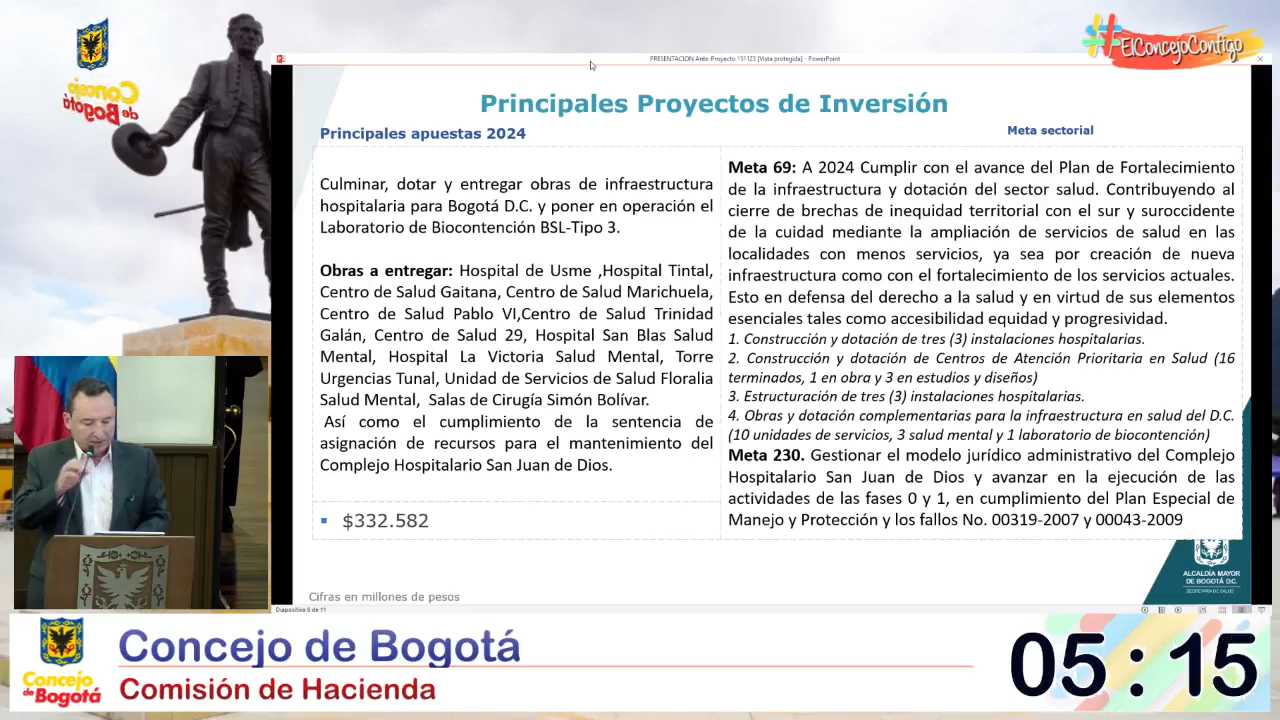 Concejo
de Bogotá
#ElConcejoContigo
PRESENTACION Ante-Proyecto 151123 [Vista protegida] - PowerPoint
Principales Proyectos de Inversión
Principales apuestas 2024
Meta sectorial
Culminar, dotar y entregar obras de infraestructura
hospitalaria para Bogotá D.C. y poner en operación el
Laboratorio de Biocontención BSL-Tipo 3.
Obras a entregar: Hospital de Usme ,Hospital Tintal,
Centro de Salud Gaitana, Centro de Salud Marichuela,
Centro de Salud Pablo VI,Centro de Salud Trinidad
Galán, Centro de Salud 29, Hospital San Blas Salud
Mental, Hospital La Victoria Salud Mental, Torre
Urgencias Tunal, Unidad de Servicios de Salud Floralia
Salud Mental, Salas de Cirugía Simón Bolívar.
Así como el cumplimiento de la sentencia de
asignación de recursos para el mantenimiento del
Complejo Hospitalario San Juan de Dios.
$332.582
Meta 69: A 2024 Cumplir con el avance del Plan de Fortalecimiento
de la infraestructura y dotación del sector salud. Contribuyendo al
cierre de brechas de inequidad territorial con el sur y suroccidente
de la cuidad mediante la ampliación de servicios de salud en las
localidades con menos servicios, ya sea por creación de nueva
infraestructura como con el fortalecimiento de los servicios actuales.
Esto en defensa del derecho a la salud y en virtud de sus elementos
esenciales tales como accesibilidad equidad y progresividad.
1. Construcción y dotación de tres (3) instalaciones hospitalarias.
2. Construcción y dotación de Centros de Atención Prioritaria en Salud (16
terminados, 1 en obra y 3 en estudios y diseños)
3. Estructuración de tres (3) instalaciones hospitalarias.
4. Obras y dotación complementarias para la infraestructura en salud del D.C.
(10 unidades de servicios, 3 salud mental y 1 laboratorio de biocontención)
Meta 230. Gestionar el modelo jurídico administrativo del Complejo
Hospitalario San Juan de Dios y avanzar en la ejecución de las
actividades de las fases 0 y 1, en cumplimiento del Plan Especial de
Manejo y Protección y los fallos No. 00319-2007 y 00043-2009
ALCALDÍA MAYOR
DE BOGOTÁ D.C.
SECRETARÍA DE SALUD
Cifras en millones de pesos
Diapositiva 8 de 11
Concejo
de Bogotá
Concejo de Bogotá
Comisión de Hacienda
05:15